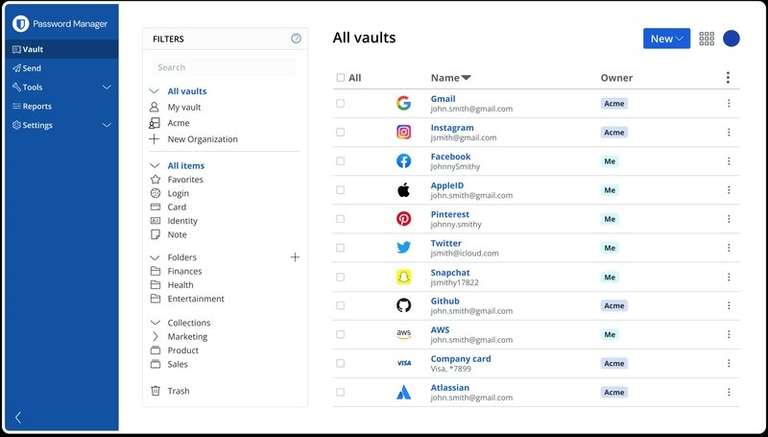 Password Manager
Vault
Send
Tools
Reports
Settings
FILTERS
Search
All vaults
My vault
Acme
New Organization
All items
Favorites
Login
Card
Identity
Note
Folders
Finances
Health
Entertainment
Collections
Marketing
Product
Sales
Trash
All vaults
New
All Name Owner
Gmail
john.smith@gmail.com
Acme
Instagram
jsmith@gmail.com
Acme
Facebook
JohnnySmithy
Me
AppleID
john.smith@gmail.com
Me
Pinterest
johnny.smithy
Me
Twitter
jsmith@icloud.com
Me
Snapchat
jsmithy17822
Me
Github
john.smith@gmail.com
Acme
aws
AWS
john.smith@gmail.com
Me
VISA
Company card
Visa, *7899
Acme
Atlassian
john.smith@gmail.com
Acme